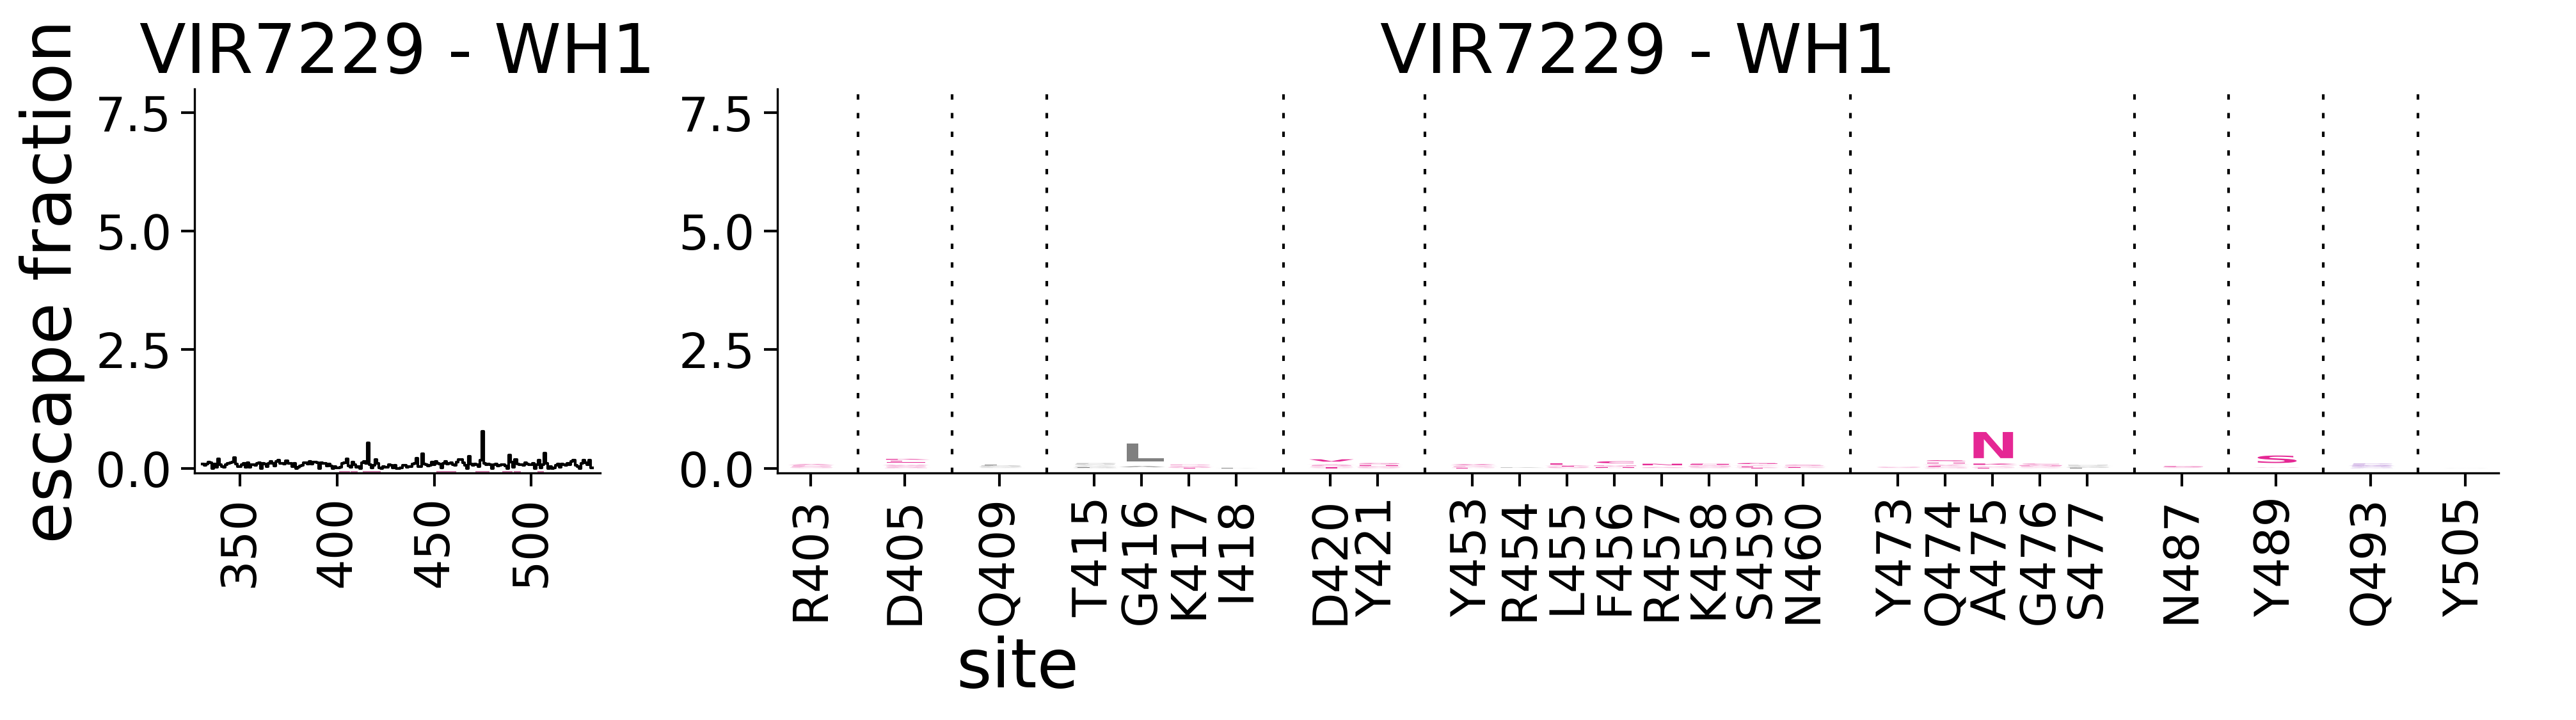 VIR7229 - WH1
VIR7229 - WH1
escape fraction
7.5
5.0
2.5
0.0
350
400
450
500
7.5
5.0
2.5
0.0
L
N
S
R403
D405
Q409
T415
G416
K417
I418
D420
Y421
Y453
R454
L455
F456
R457
K458
S459
N460
Y473
Q474
A475
G476
S477
N487
Y489
Q493
Y505
site